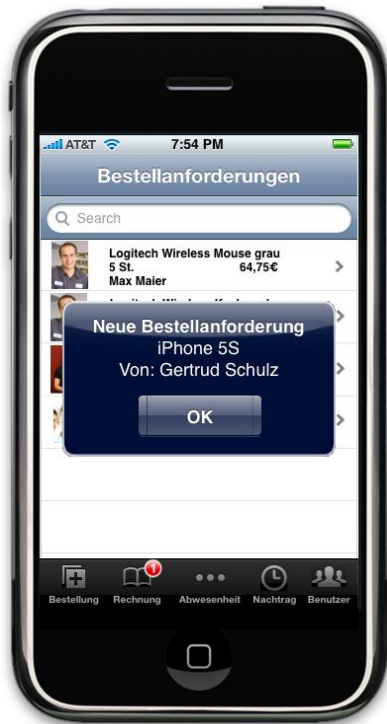 AT&T 7:54 PM
Bestellanforderungen
Search
Logitech Wireless Mouse grau
5 St. 64,75€
Max Maier
Neue Bestellanforderung
iPhone 5S
Von: Gertrud Schulz
OK
1
Bestellung Rechnung Abwesenheit Nachtrag Benutzer